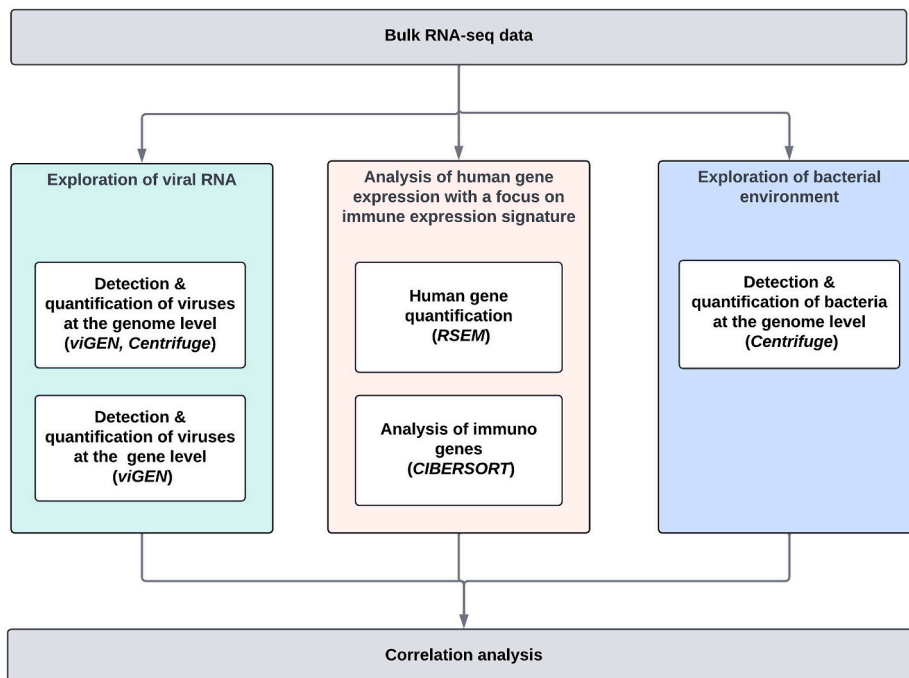 Bulk RNA-seq data
Exploration of viral RNA
Detection &
quantification of viruses
at the genome level
(viGEN, Centrifuge)
Detection &
quantification of viruses
at the gene level
(viGEN)
Analysis of human gene
expression with a focus on
immune expression signature
Human gene
quantification
(RSEM)
Analysis of immuno
genes
(CIBERSORT)
Exploration of bacterial
environment
Detection &
quantification of bacteria
at the genome level
(Centrifuge)
Correlation analysis